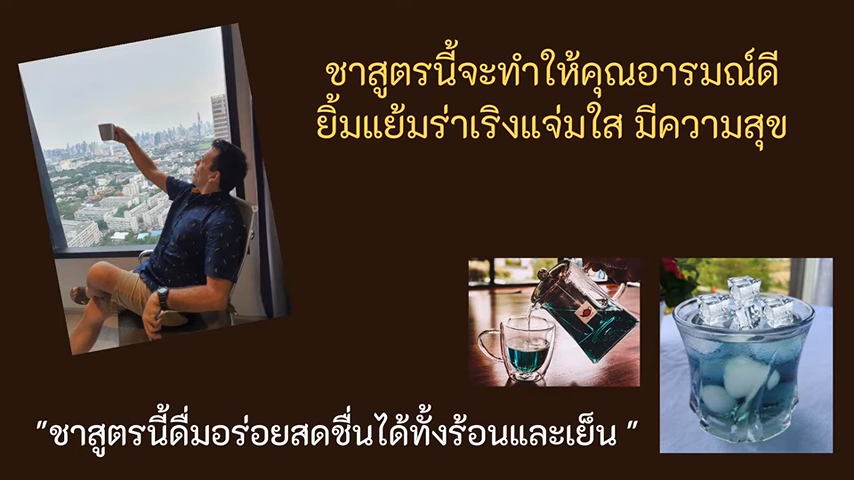 ชาสูตรนี้จะทำให้คุณอารมณ์ดี
ยิ้มแย้มร่าเริงแจ่มใส มีความสุข
"ชาสูตรนี้ดื่มอร่อยสดชื่นได้ทั้งร้อนและเย็น "